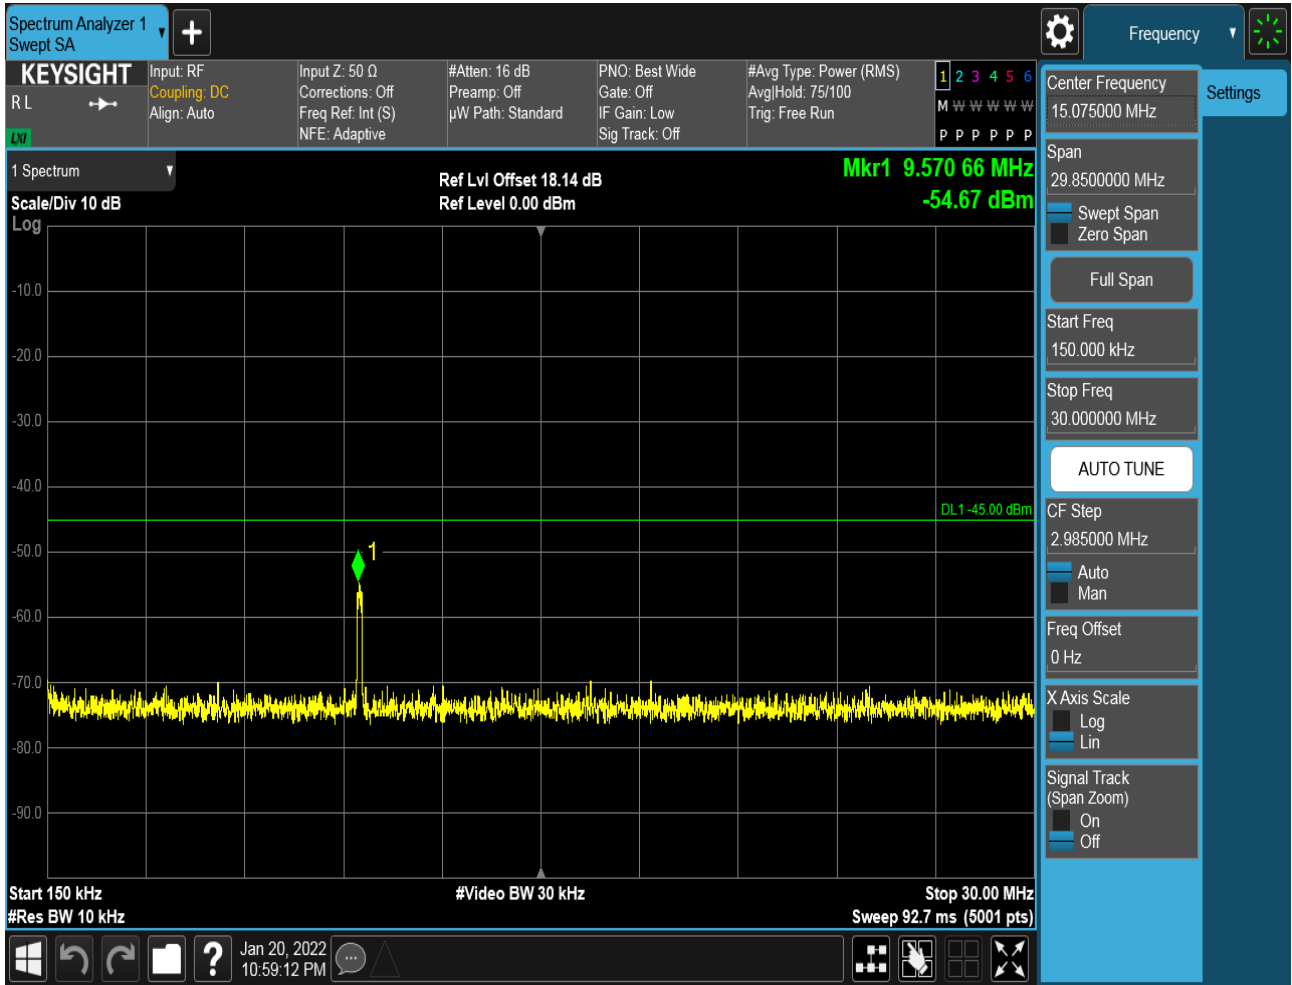 Spectrum Analyzer 1
Swept SA
Frequency
KEYSIGHT
R L
LXI
Input: RF
Coupling: DC
Align: Auto
Input Z: 50 Ω
Corrections: Off
Freq Ref: Int (S)
NFE: Adaptive
#Atten: 16 dB
Preamp: Off
µW Path: Standard
PNO: Best Wide
Gate: Off
IF Gain: Low
Sig Track: Off
#Avg Type: Power (RMS)
Avg|Hold: 75/100
Trig: Free Run
1 2 3 4 5 6
M W W W W W
P P P P P P
1 Spectrum
Scale/Div 10 dB
Log
Ref Lvl Offset 18.14 dB
Ref Level 0.00 dBm
Mkr1 9.570 66 MHz
-54.67 dBm
-10.0
-20.0
-30.0
-40.0
DL1 -45.00 dBm
-50.0
1
-60.0
-70.0
-80.0
-90.0
Start 150 kHz
#Res BW 10 kHz
#Video BW 30 kHz
Stop 30.00 MHz
Sweep 92.7 ms (5001 pts)
Center Frequency
15.075000 MHz
Settings
Span
29.8500000 MHz
Swept Span
Zero Span
Full Span
Start Freq
150.000 kHz
Stop Freq
30.000000 MHz
AUTO TUNE
CF Step
2.985000 MHz
Auto
Man
Freq Offset
0 Hz
X Axis Scale
Log
Lin
Signal Track
(Span Zoom)
On
Off
?
Jan 20, 2022
10:59:12 PM